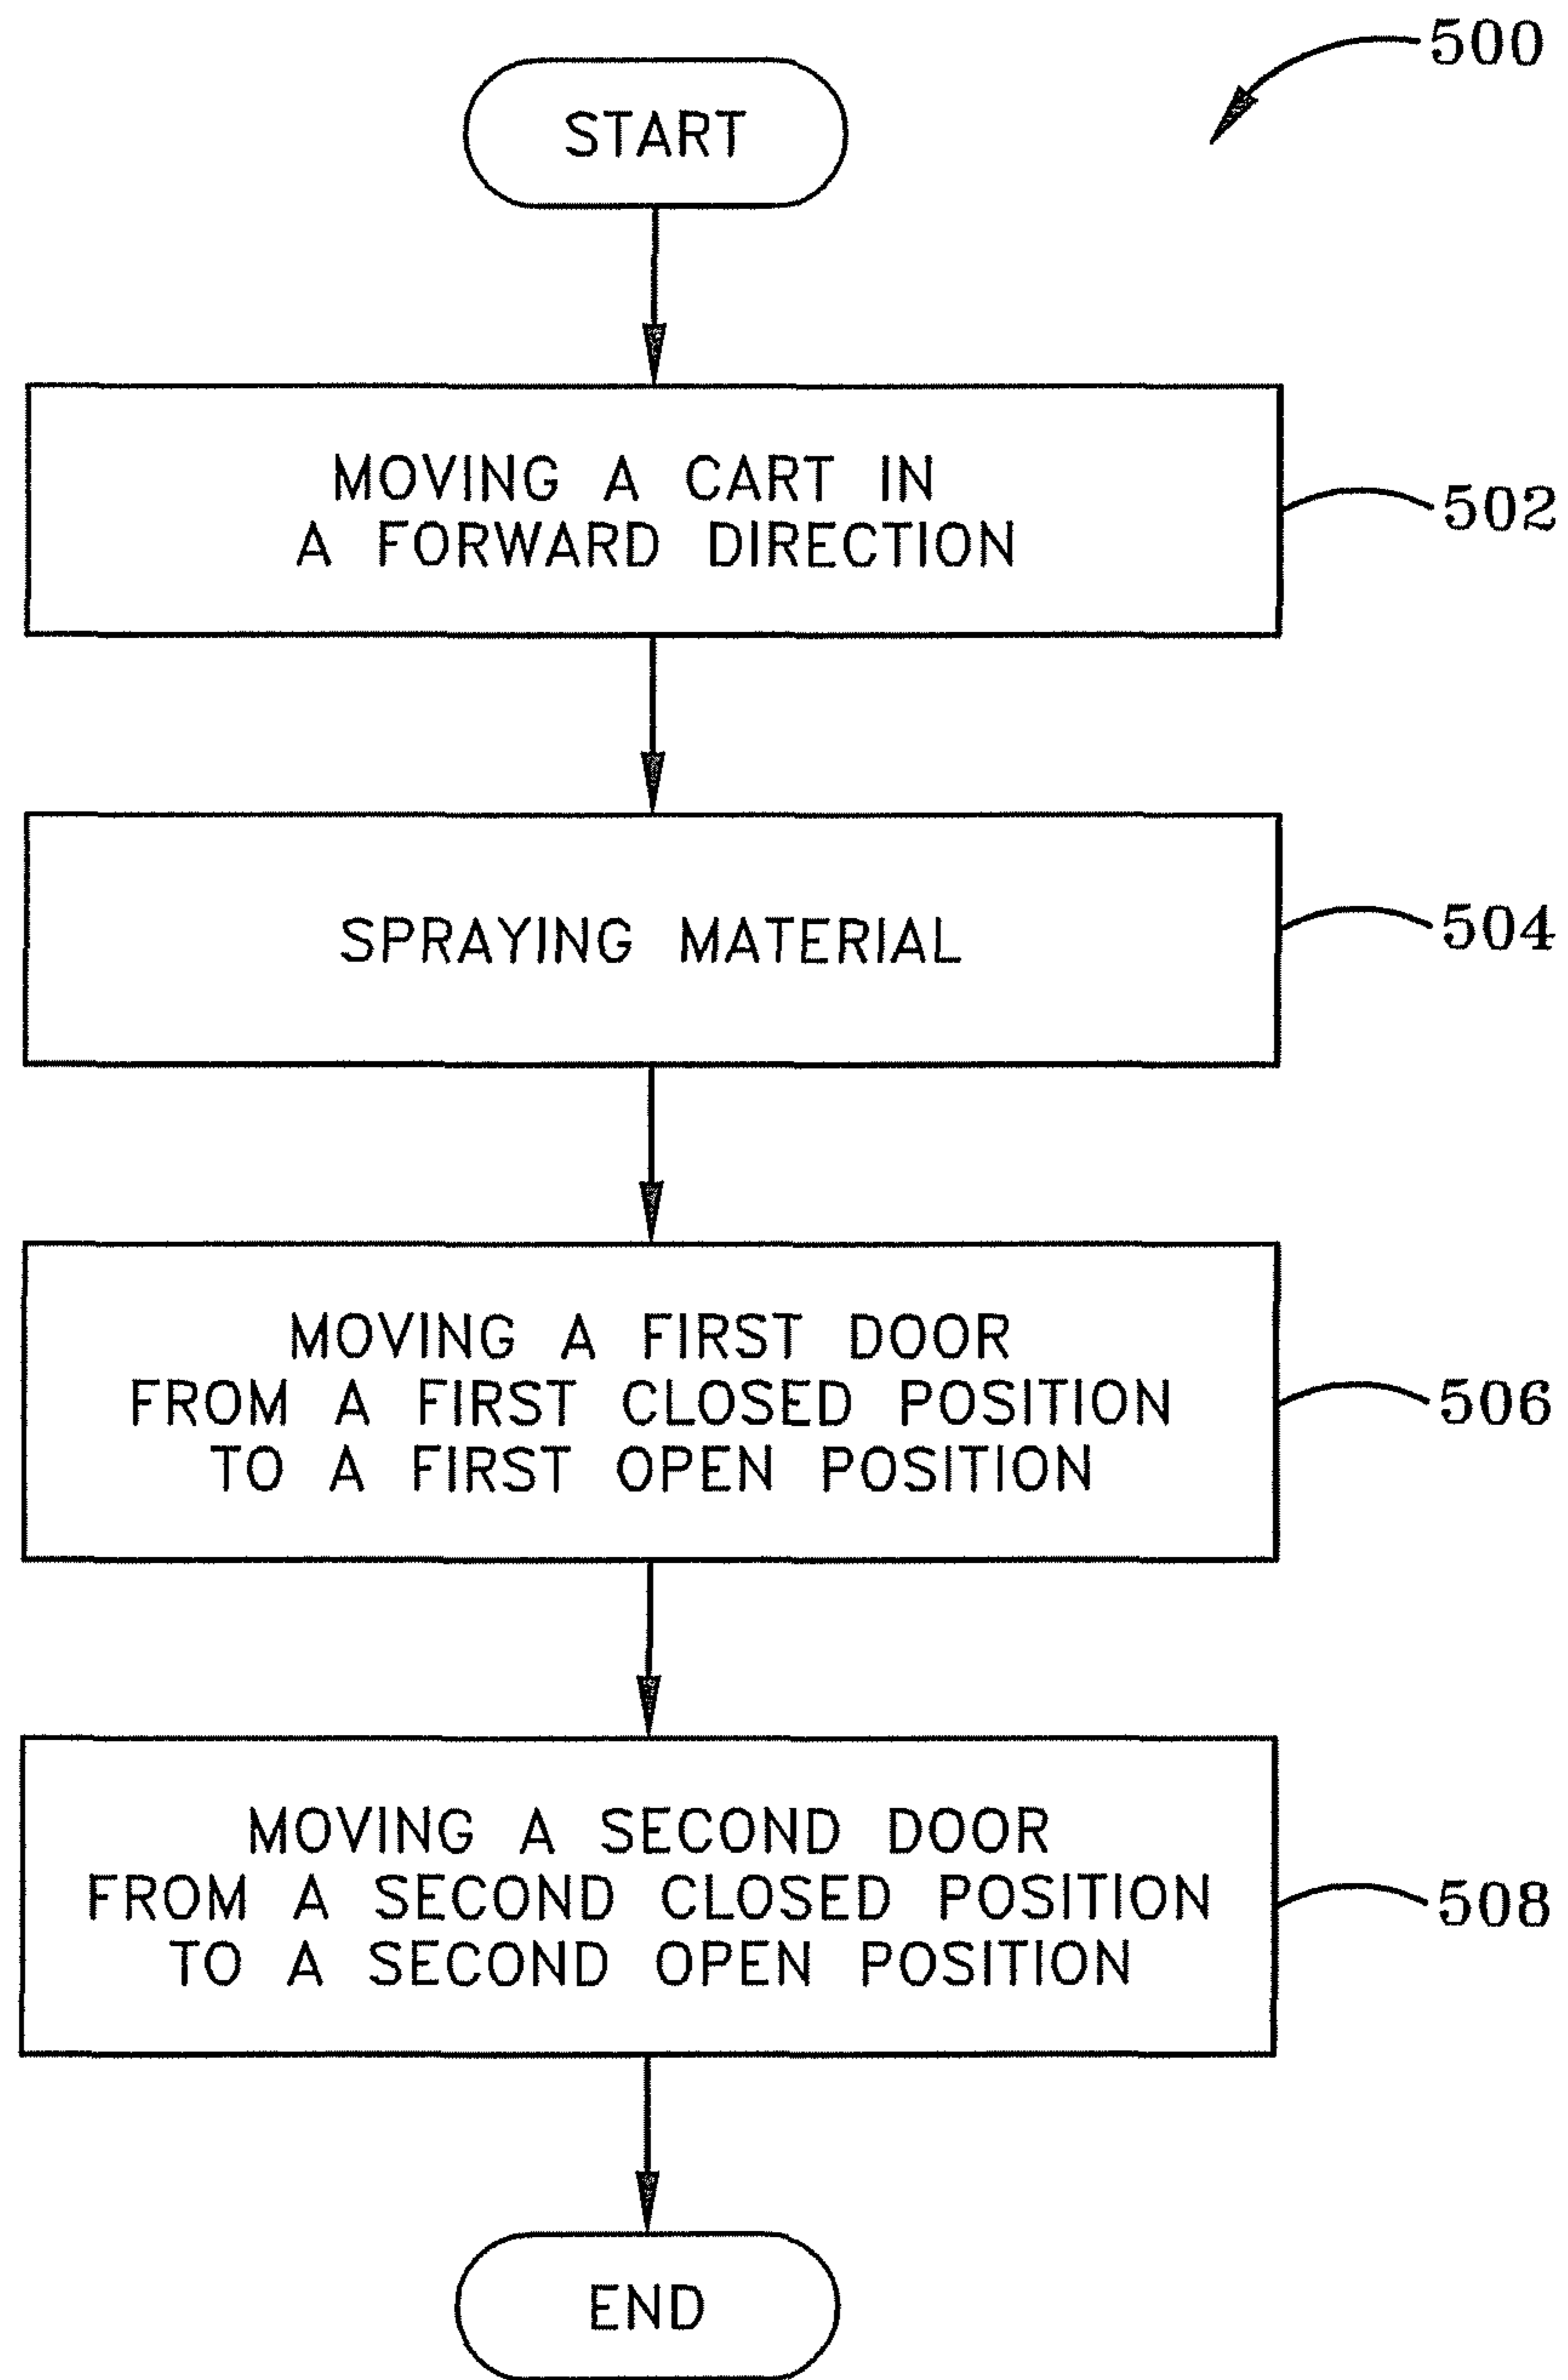 500
START
MOVING A CART IN
A FORWARD DIRECTION
502
SPRAYING MATERIAL
504
MOVING A FIRST DOOR
FROM A FIRST CLOSED POSITION
TO A FIRST OPEN POSITION
506
MOVING A SECOND DOOR
FROM A SECOND CLOSED POSITION
TO A SECOND OPEN POSITION
508
END